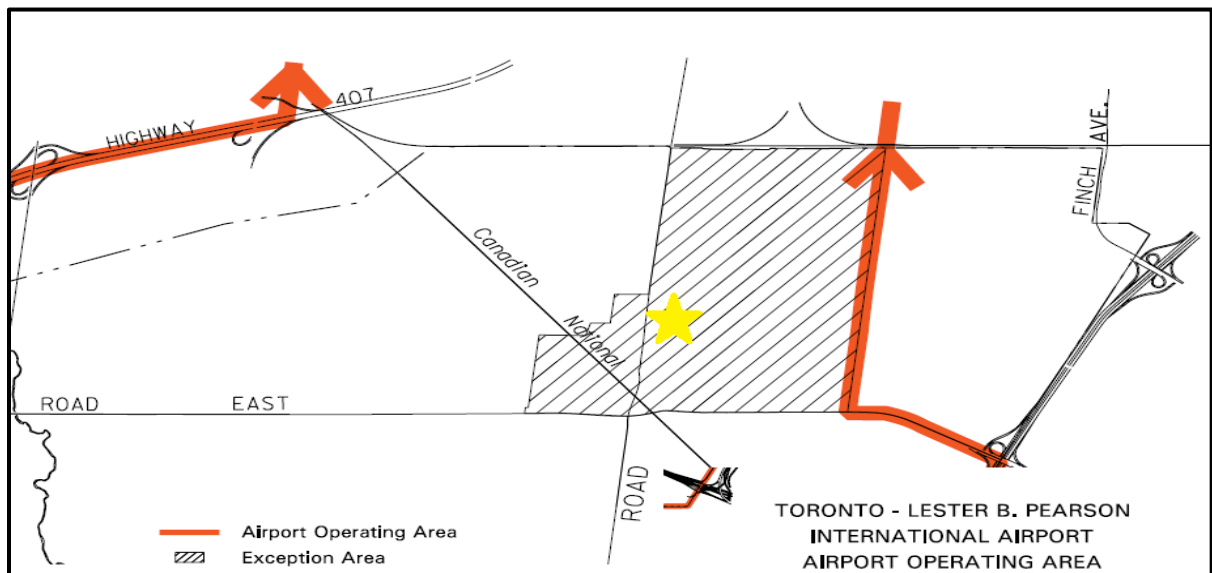 HIGHWAY 407
FINCH AVE.
Canadian National
ROAD EAST
ROAD
Airport Operating Area
Exception Area
TORONTO - LESTER B. PEARSON
INTERNATIONAL AIRPORT
AIRPORT OPERATING AREA